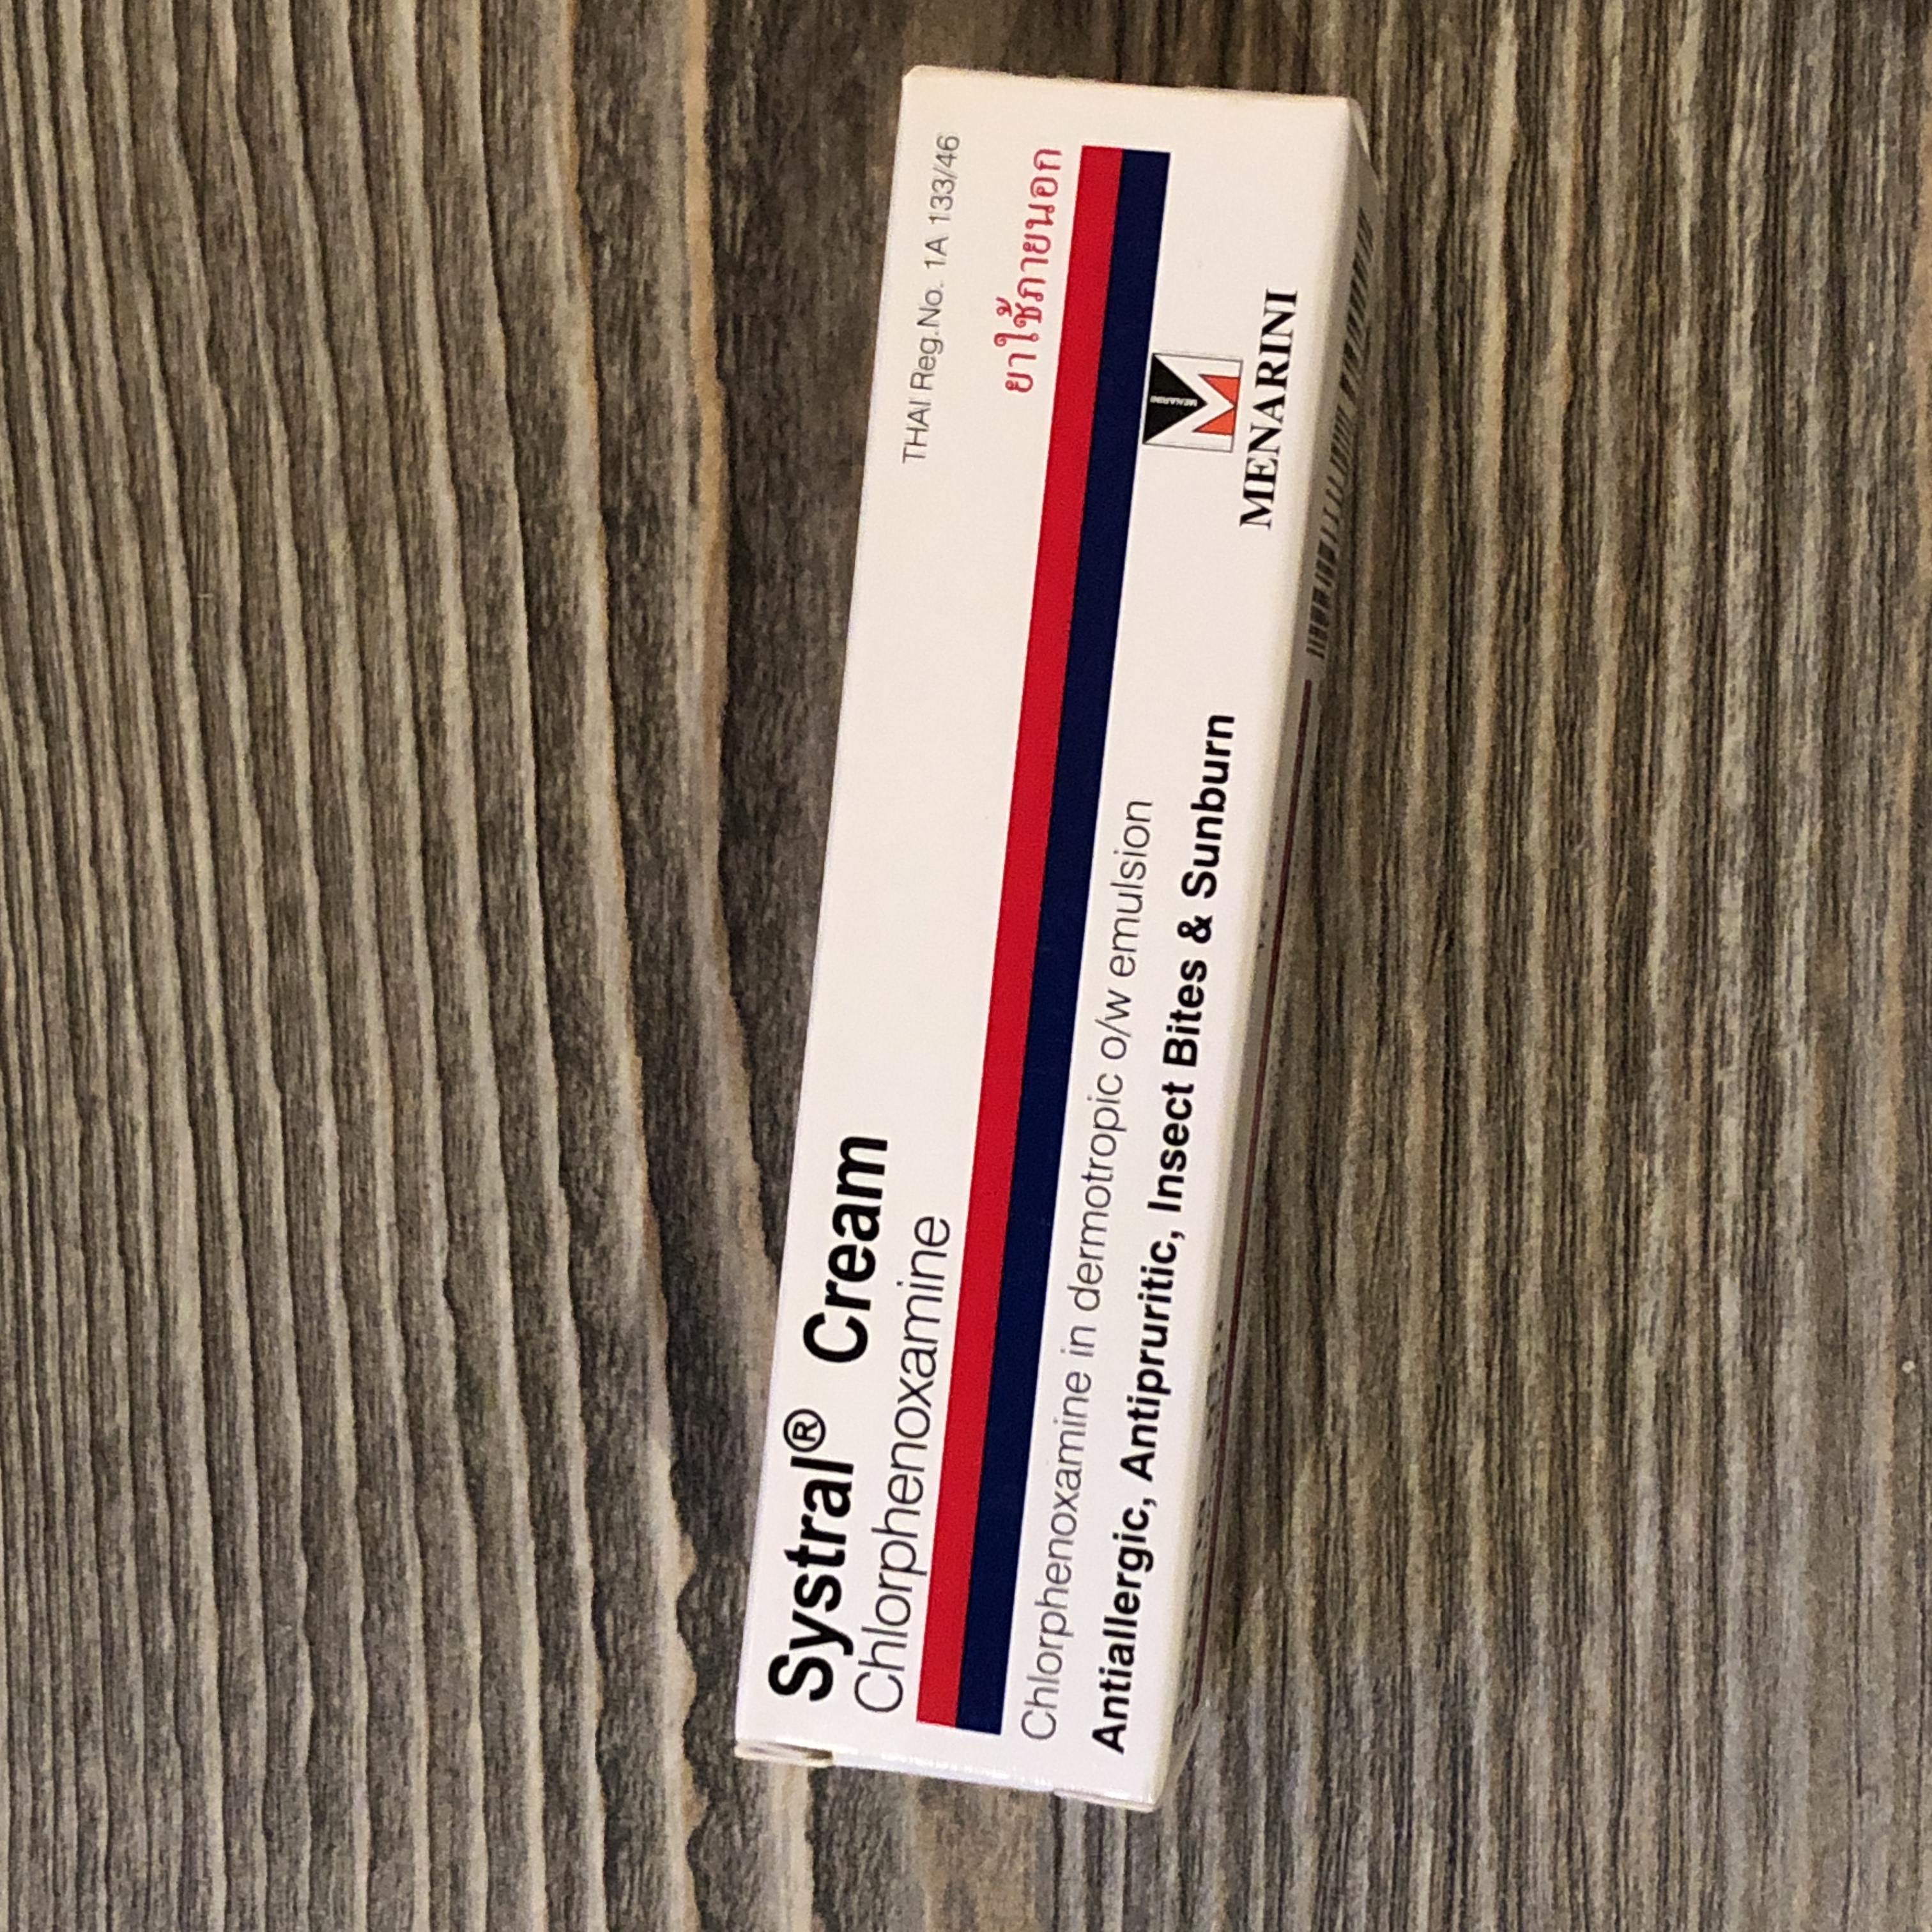 Systral® Cream
Chlorphenoxamine
THAI Reg.No. 1A 133/46
ยาใช้ภายนอก
Chlorphenoxamine in dermotropic o/w emulsion
Antiallergic, Antipruritic, Insect Bites & Sunburn
MENARINI
MENARINI